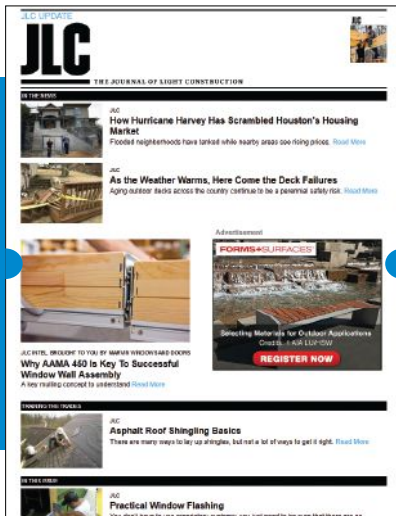 JLC UPDATE
JLC
THE JOURNAL OF LIGHT CONSTRUCTION
JLC
IN THE NEWS
JLC
How Hurricane Harvey Has Scrambled Houston's Housing
Market
Flooded neighborhoods have tanked while nearby areas see rising prices. Read More
JLC
As the Weather Warms, Here Come the Deck Failures
Aging outdoor decks across the country continue to be a perennial safety risk. Read More
JLC INTEL, BROUGHT TO YOU BY MARVIN WINDOWS AND DOORS
Why AAMA 450 Is Key To Successful
Window Wall Assembly
A key mulling concept to understand Read More
Advertisement
FORMS+SURFACES
Selecting Materials for Outdoor Applications
Credits: 1 AIA LU/HSW
REGISTER NOW
TRAINING THE TRADES
JLC
Asphalt Roof Shingling Basics
There are many ways to lay up shingles, but not a lot of ways to get it right. Read More
IN THIS ISSUE
JLC
Practical Window Flashing